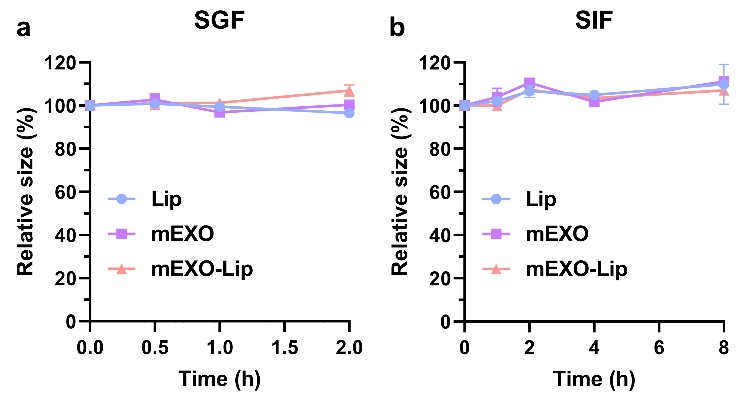 a
SGF
Relative size (%)
120
100
80
60
40
20
0
Lip
mEXO
mEXO-Lip
0.0 0.5 1.0 1.5 2.0
Time (h)
b
SIF
Relative size (%)
120
100
80
60
40
20
0
Lip
mEXO
mEXO-Lip
0 2 4 6 8
Time (h)